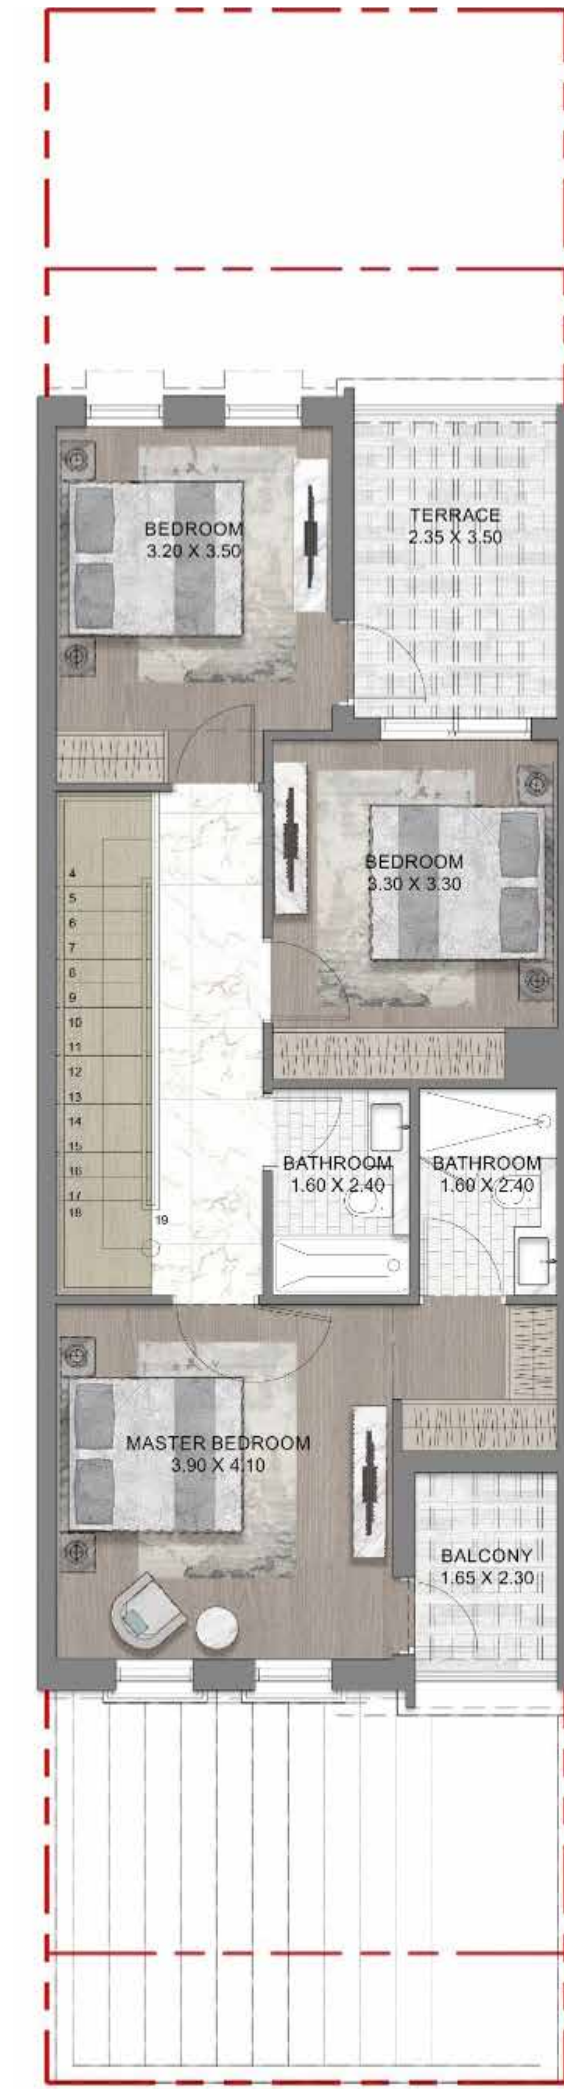 BEDROOM
3.20 X 3.50
TERRACE
2.35 X 3.50
BEDROOM
3.30 X 3.30
4
5
6
7
8
9
10
11
12
13
14
15
16
17
18
19
BATHROOM
1.60 X 2.40
BATHROOM
1.60 X 2.40
MASTER BEDROOM
3.90 X 4.10
BALCONY
1.65 X 2.30